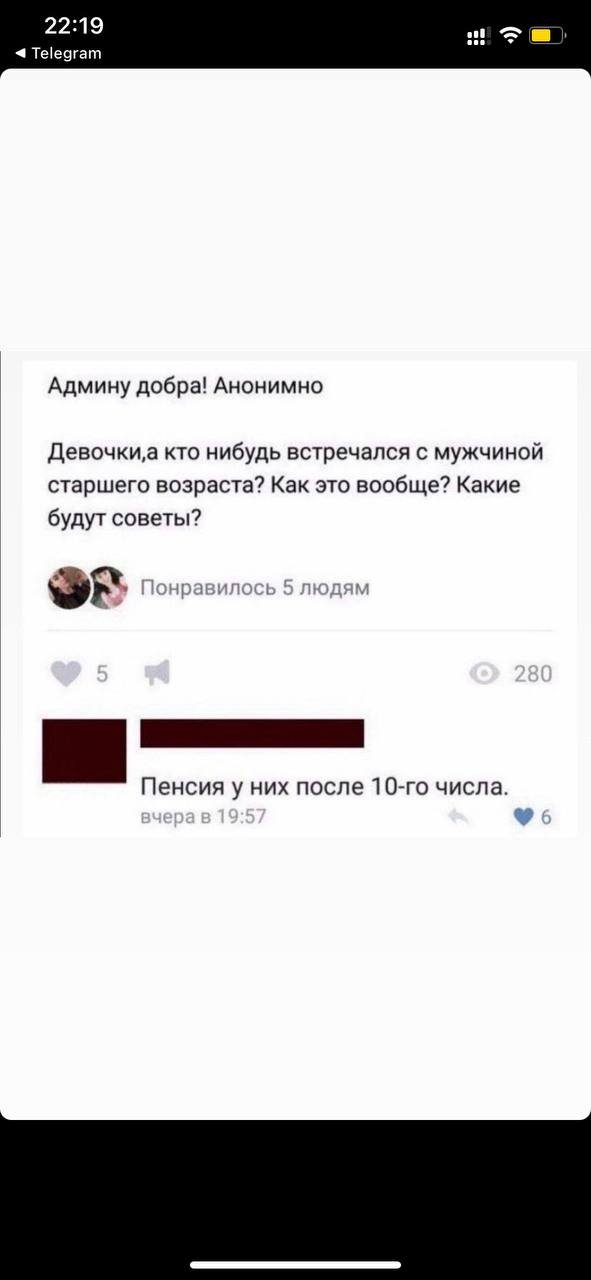 22:19
◀ Telegram
Админу добра! Анонимно
Девочки,а кто нибудь встречался с мужчиной
старшего возраста? Как это вообще? Какие
будут советы?
Понравилось 5 людям
5
280
Пенсия у них после 10-го числа.
вчера в 19:57
6